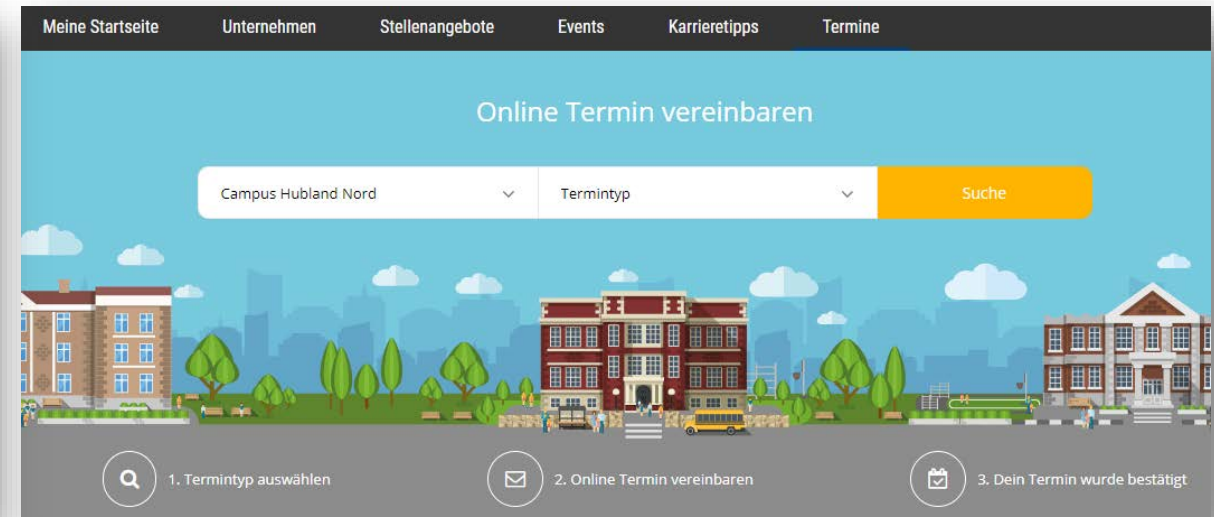 Meine Startseite Unternehmen Stellenangebote Events Karrieretipps Termine
Online Termin vereinbaren
Campus Hubland Nord Termintyp Suche
1. Termintyp auswählen 2. Online Termin vereinbaren 3. Dein Termin wurde bestätigt